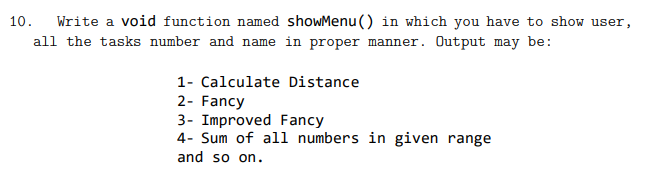 10. Write a void function named showMenu() in which you have to show user,
all the tasks number and name in proper manner. Output may be:
1- Calculate Distance
2- Fancy
3- Improved Fancy
4- Sum of all numbers in given range
and so on.